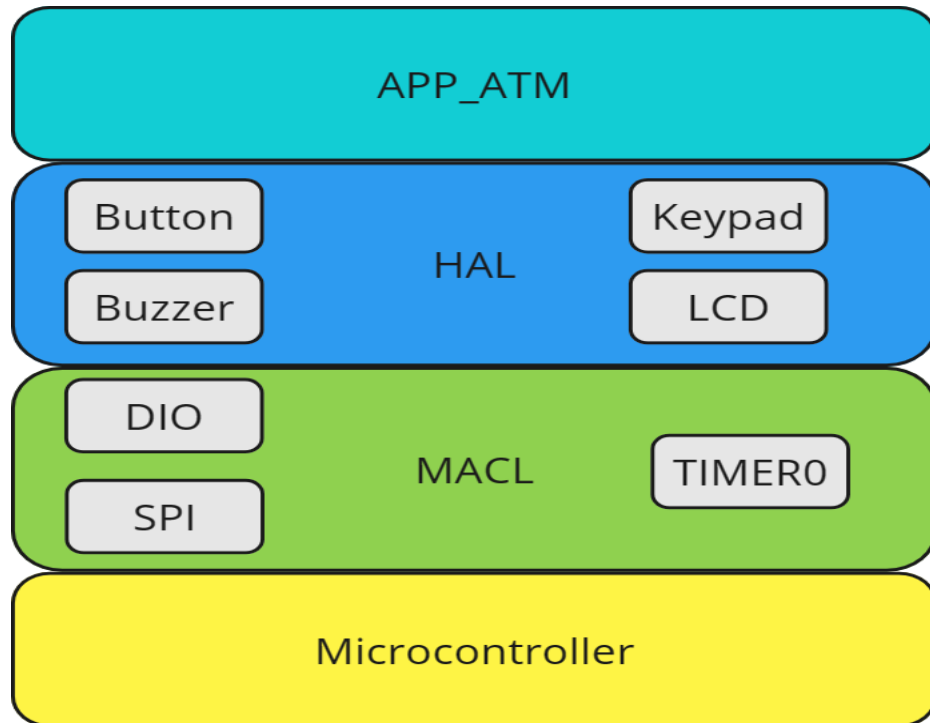 APP_ATM
Button
Keypad
HAL
Buzzer
LCD
DIO
MACL
TIMER0
SPI
Microcontroller